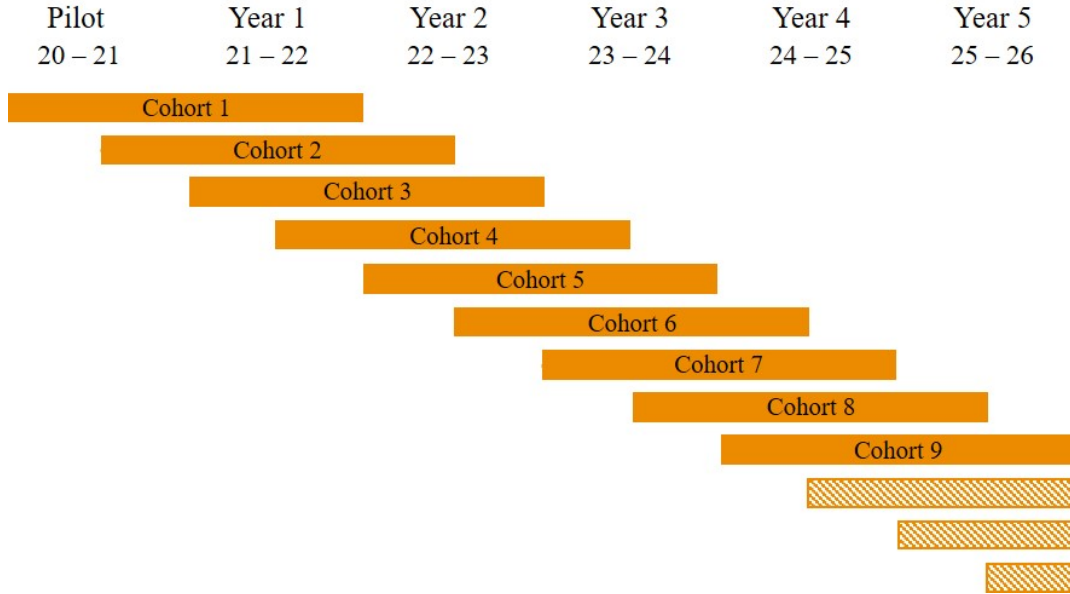 Pilot Year 1 Year 2 Year 3 Year 4 Year 5
20 – 21 21 – 22 22 – 23 23 – 24 24 – 25 25 – 26
Cohort 1
Cohort 2
Cohort 3
Cohort 4
Cohort 5
Cohort 6
Cohort 7
Cohort 8
Cohort 9